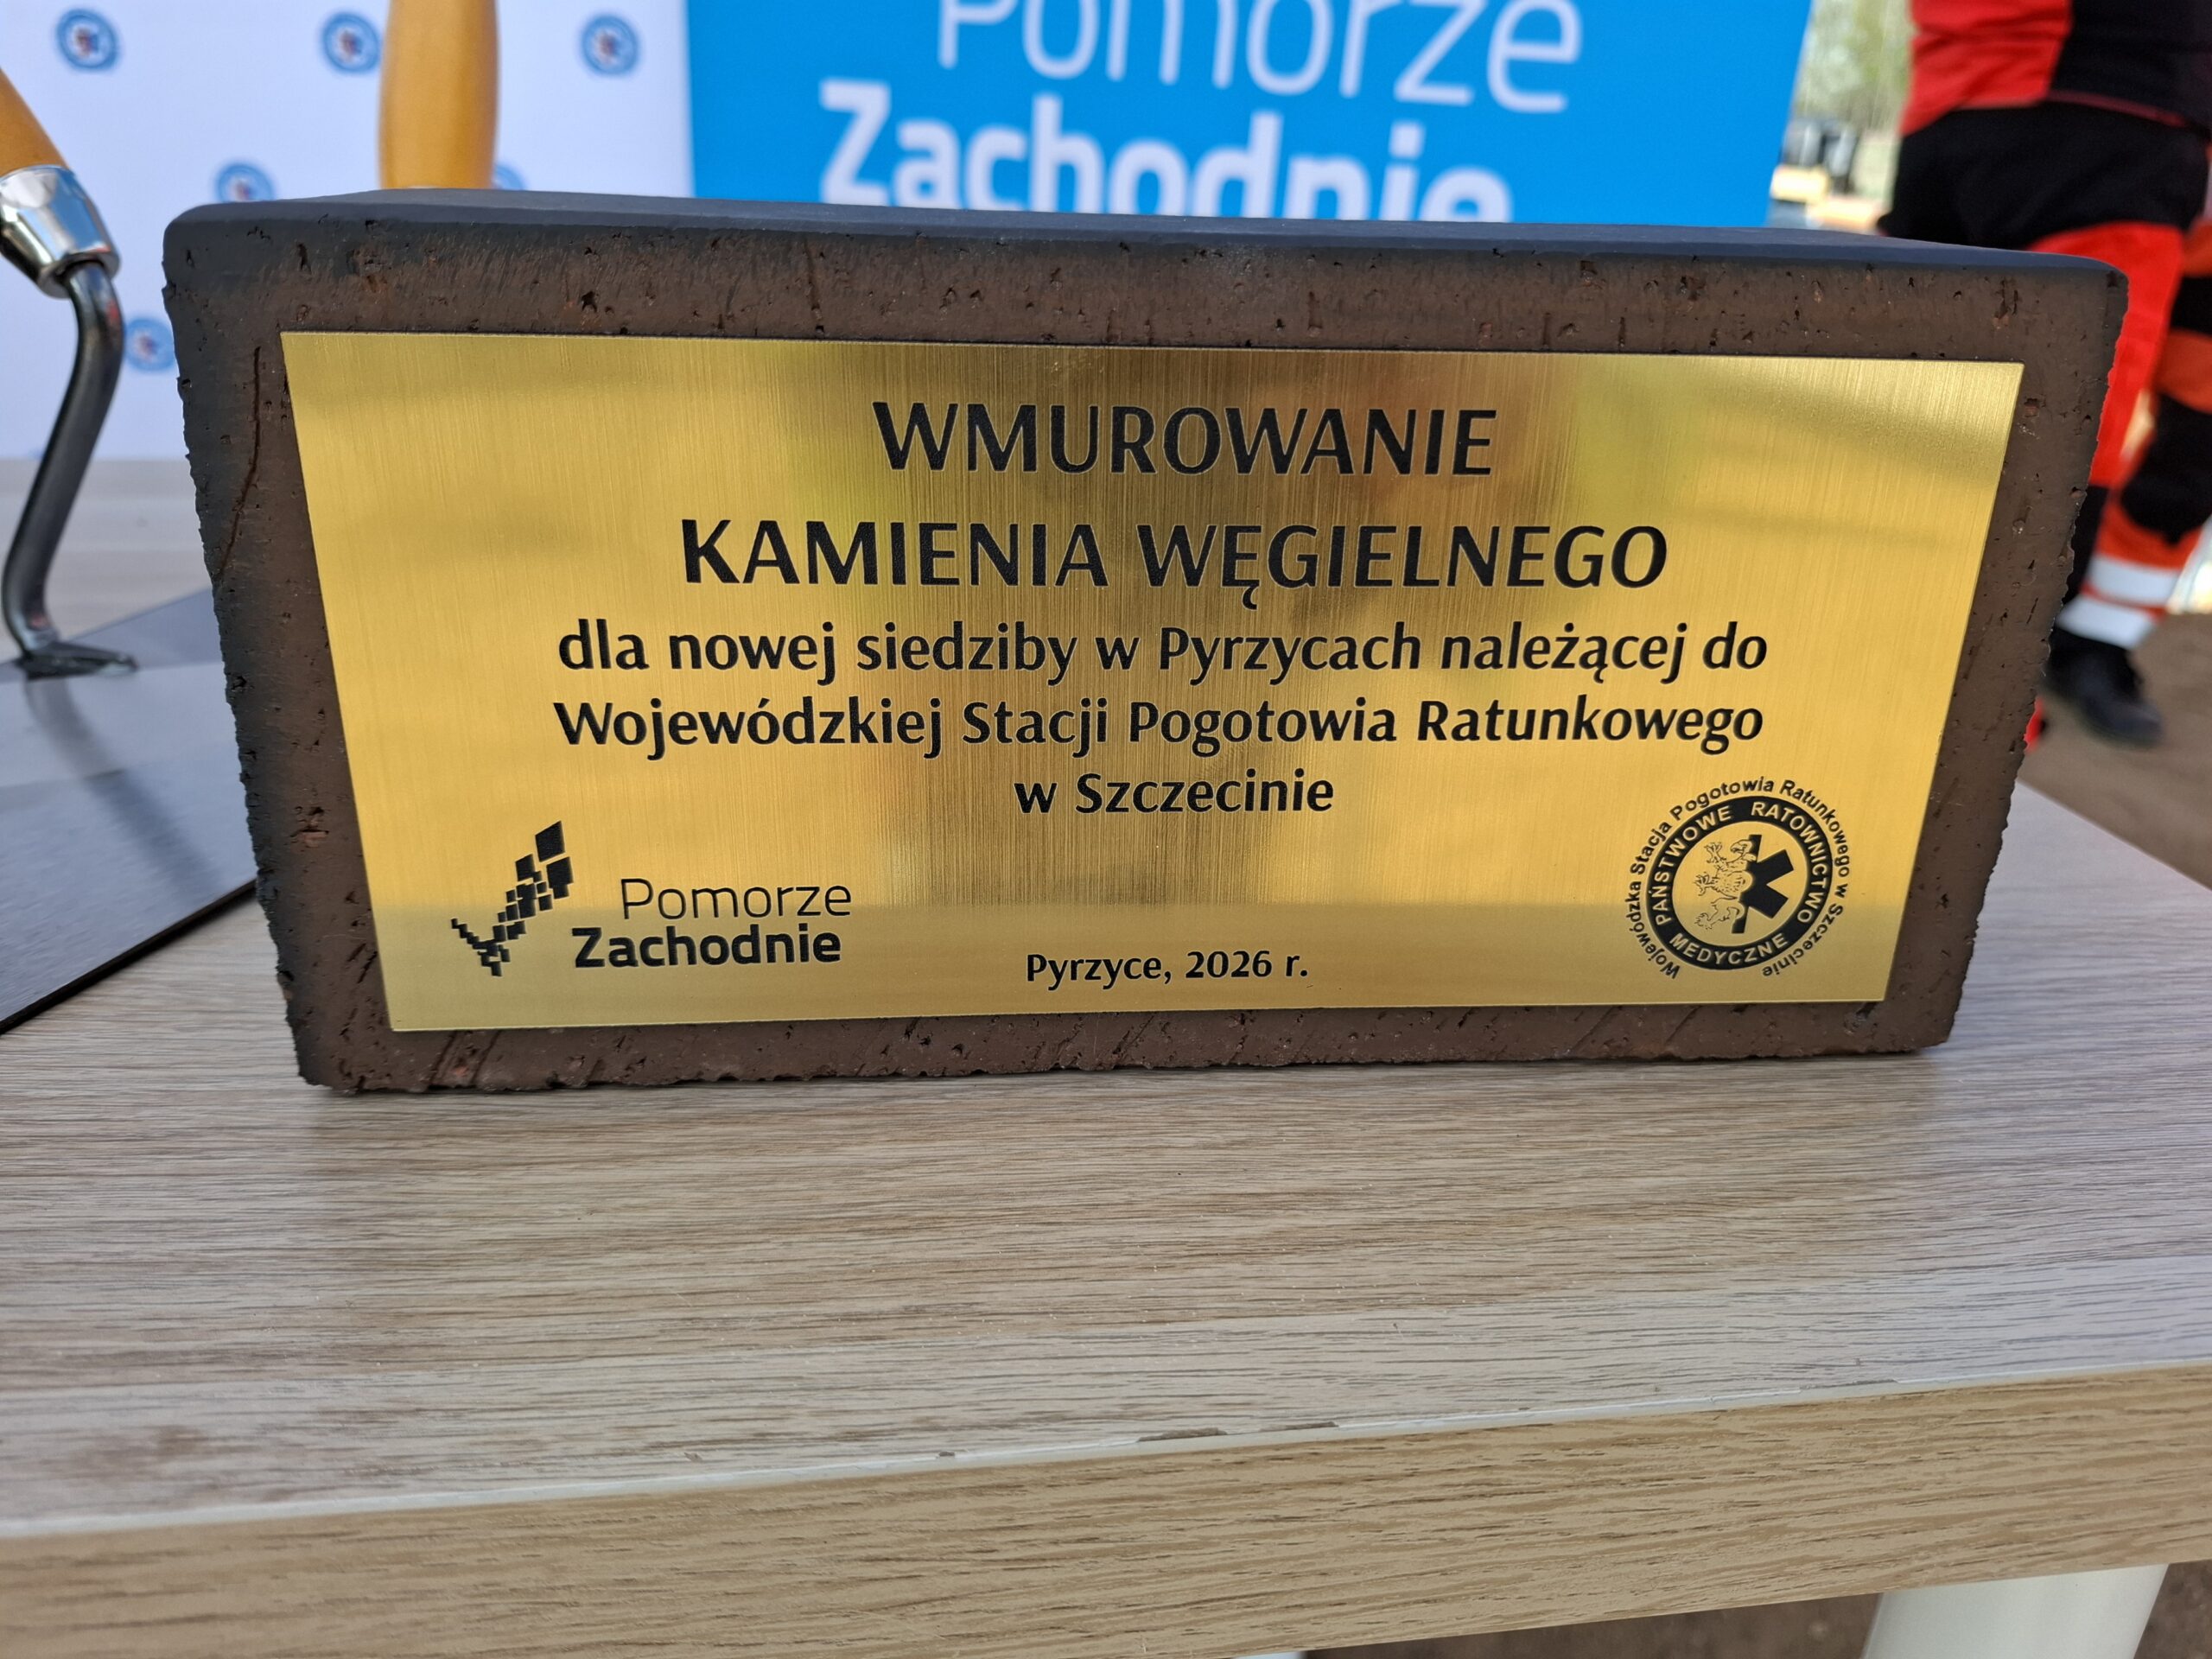 Pomorze
Zachodnie
WMUROWANIE
KAMIENIA WĘGIELNEGO
dla nowej siedziby w Pyrzycach należącej do
Wojewódzkiej Stacji Pogotowia Ratunkowego
w Szczecinie
Pomorze
Zachodnie
Pyrzyce, 2026 r.
Wojewódzka Stacja Pogotowia Ratunkowego w Szczecinie
PAŃSTWOWE RATOWNICTWO
MEDYCZNE